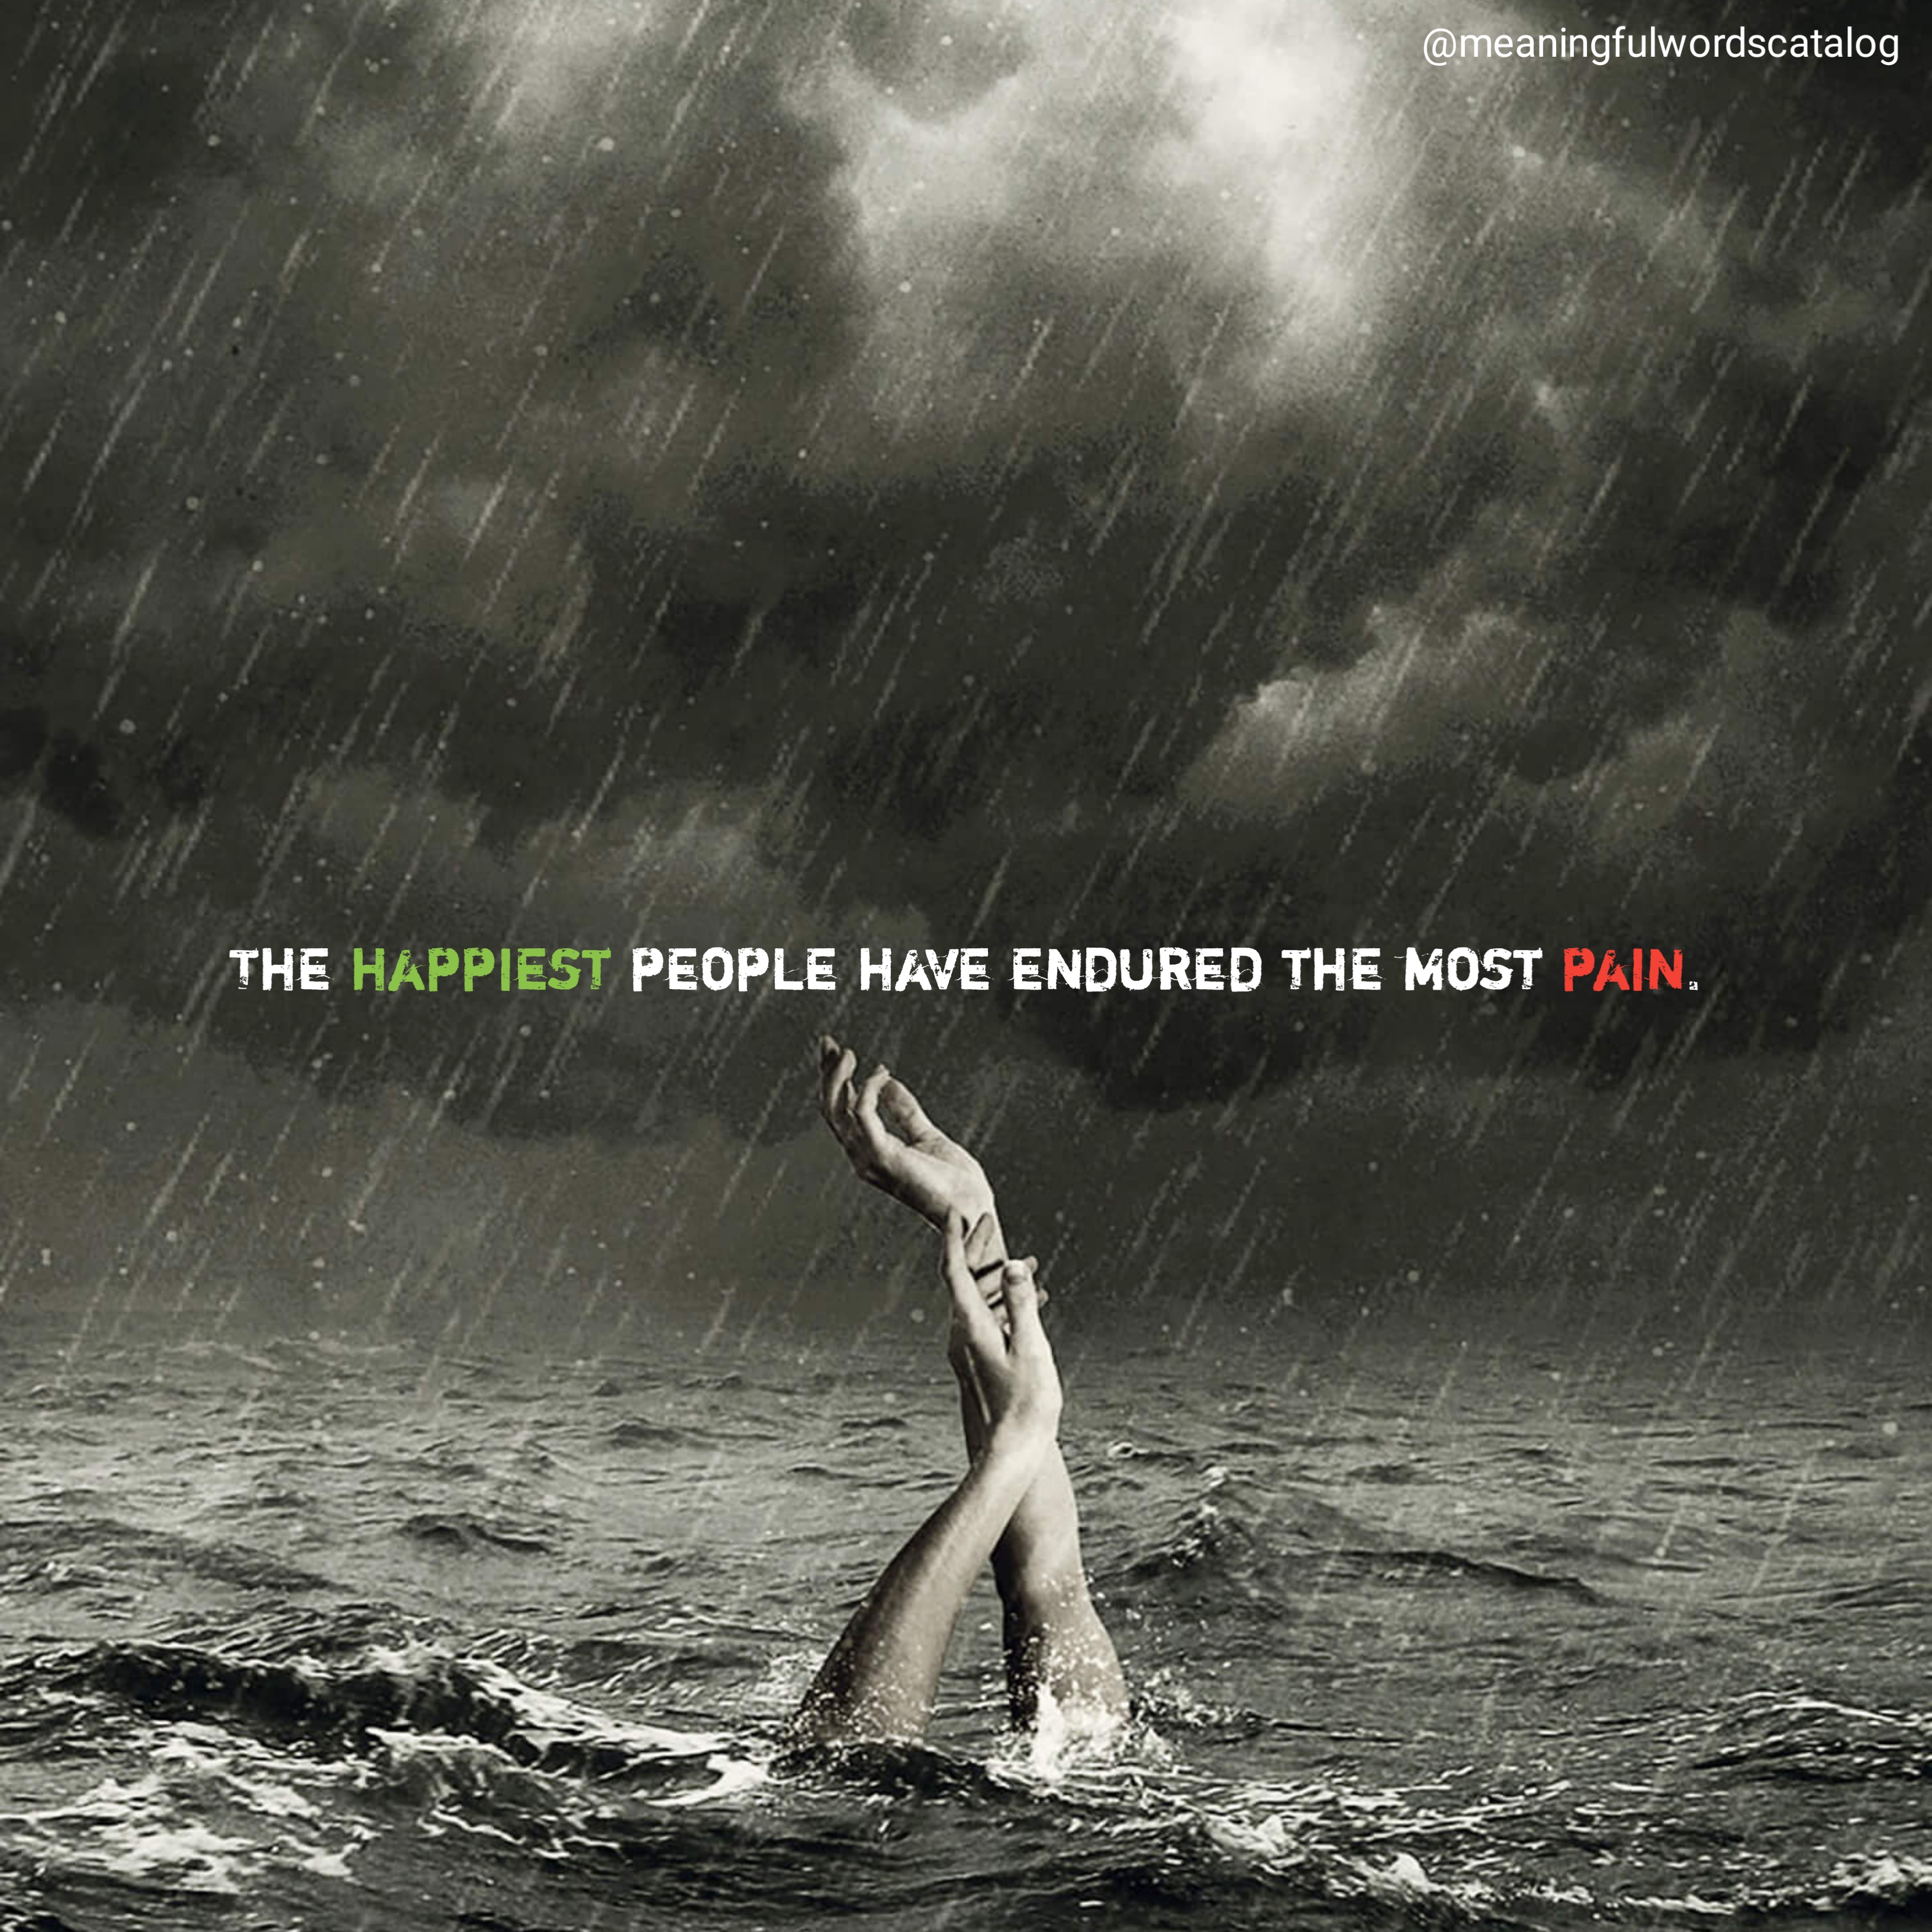 @meaningfulwordscatalog
THE HAPPIEST PEOPLE HAVE ENDURED THE MOST PAIN.